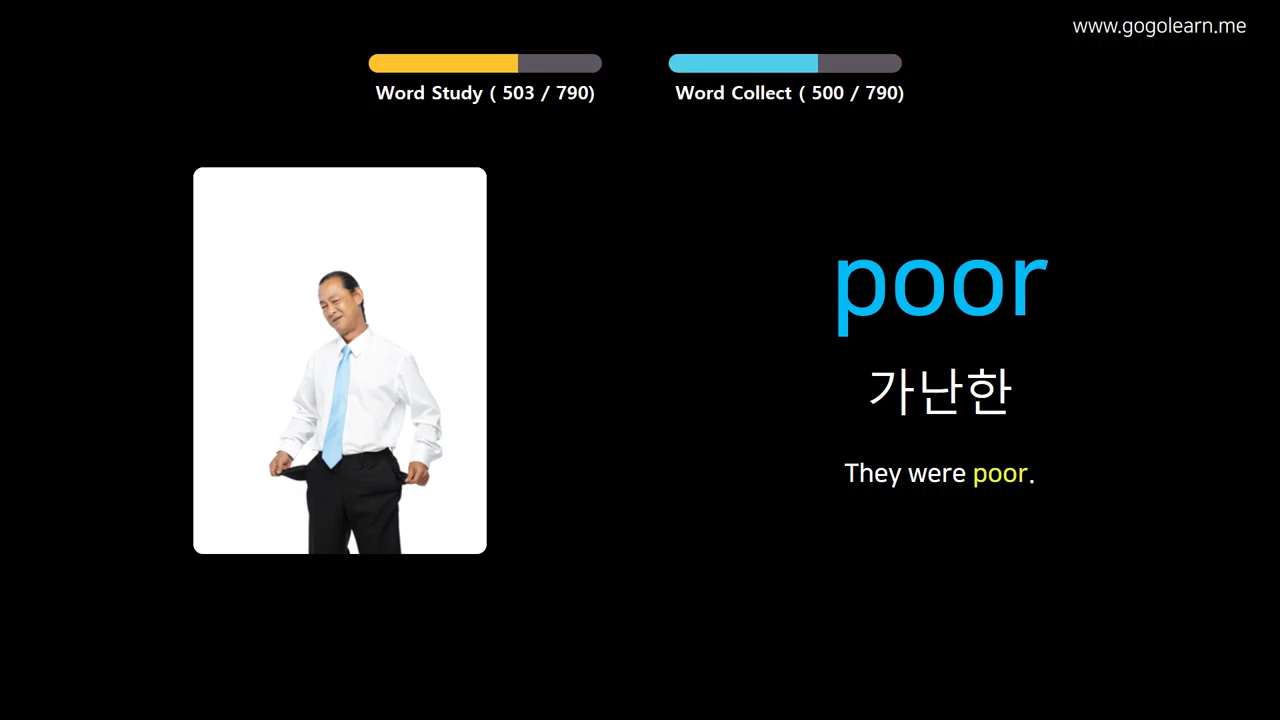 www.gogolearn.me
Word Study ( 503 / 790)
Word Collect ( 500 / 790)
poor
가난한
They were poor.